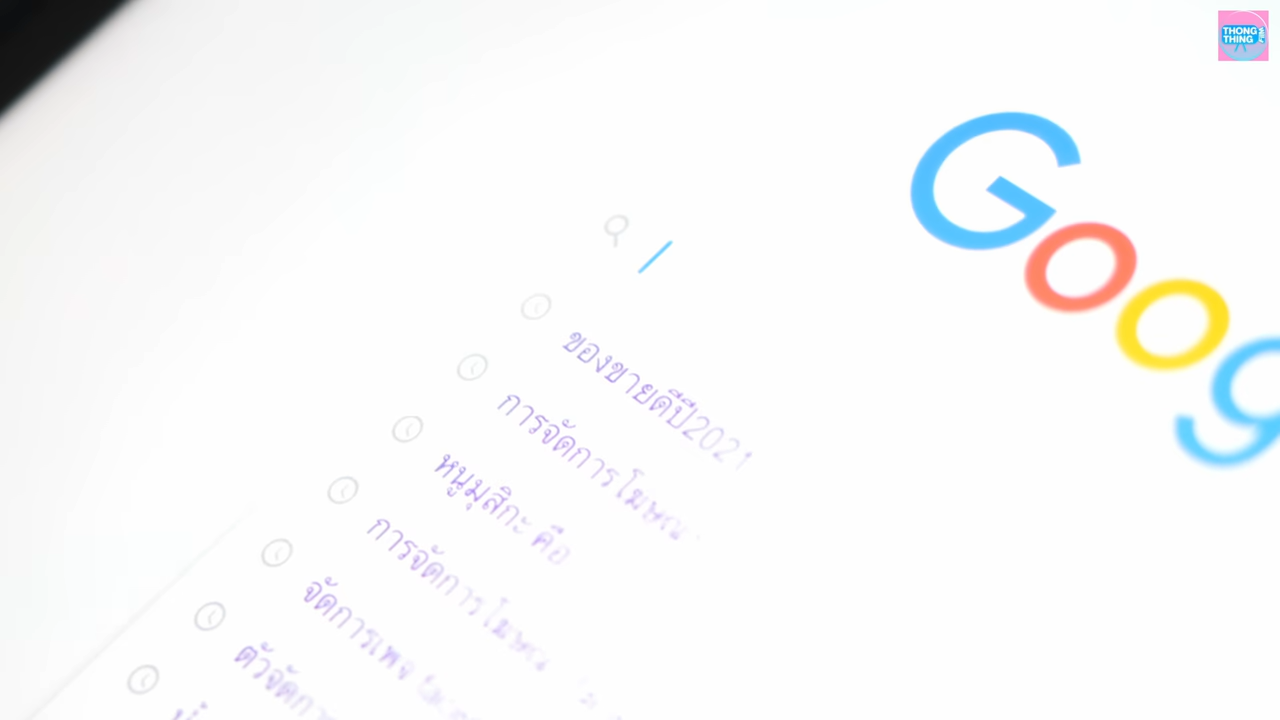 THONG
THING
FILM
Goog
ของขายดีปี2021
การจัดการโฆษณ
หนูมุสิกะ คือ
การจัดการโฆษณ
จัดการเพจ
ตัวจัดการ